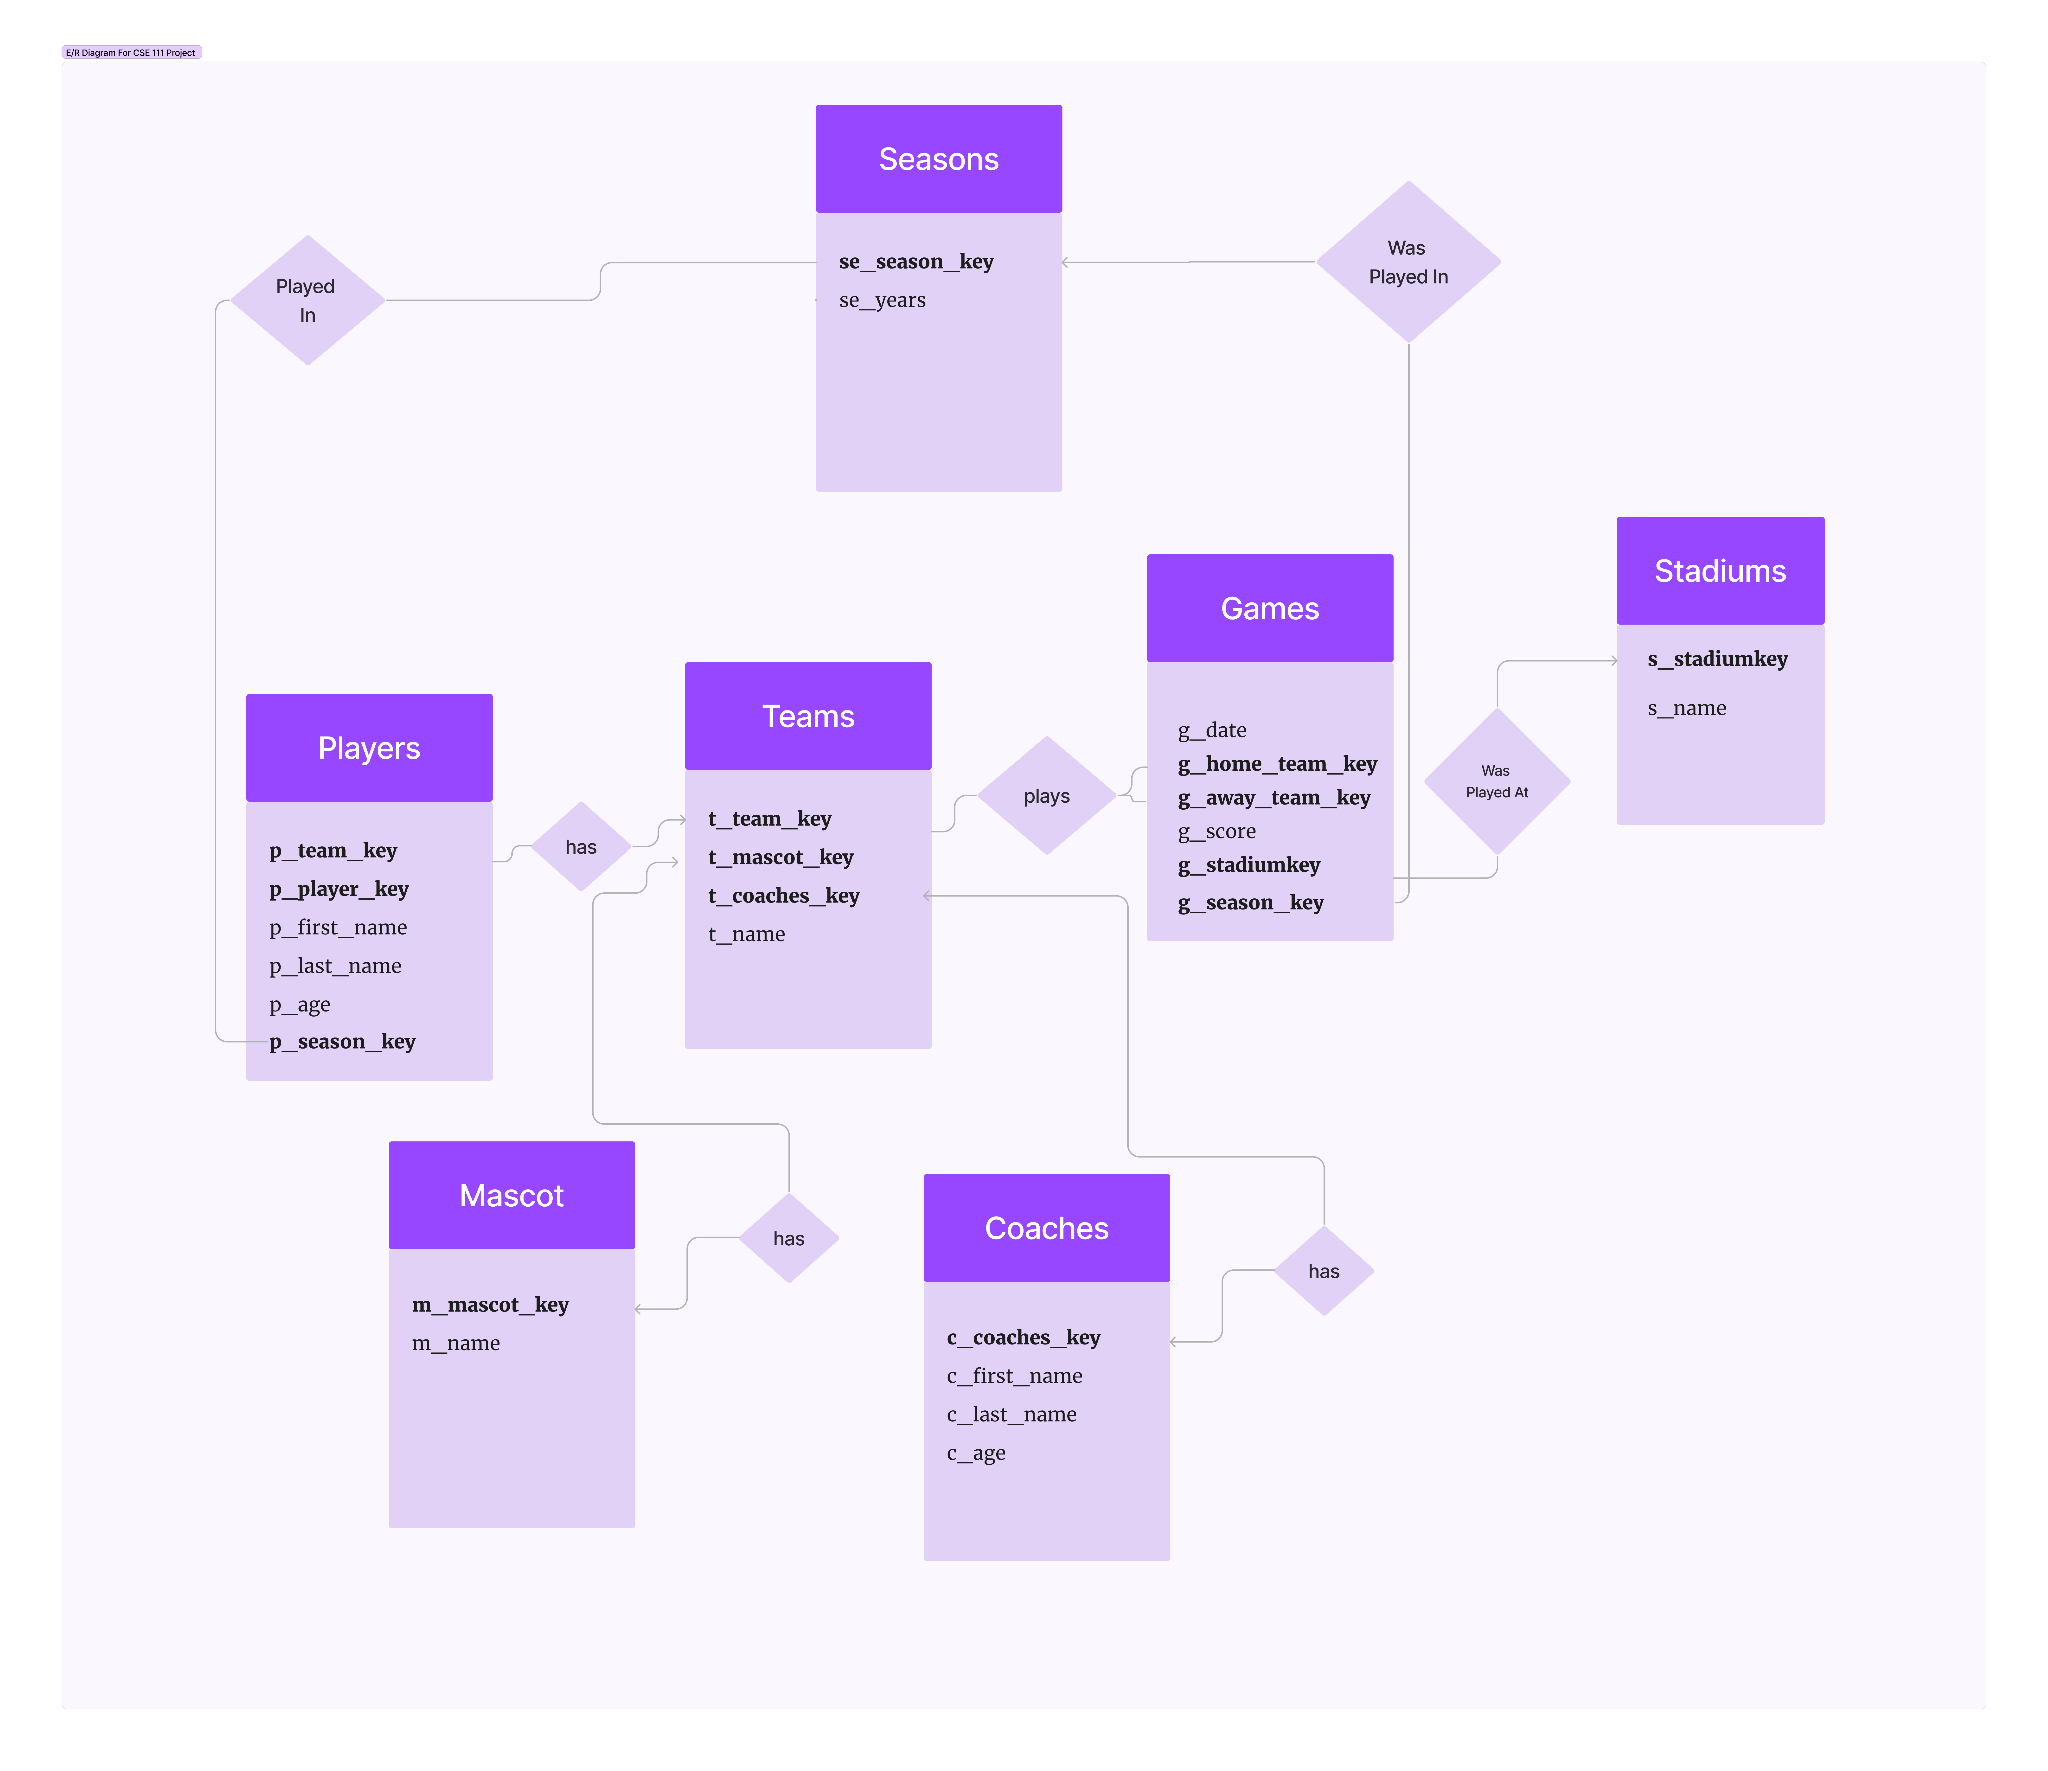 E/R Diagram For CSE 111 Project
Seasons
se_season_key
se_years
Played
In
Was
Played In
Stadiums
s_stadiumkey
s_name
Games
g_date
g_home_team_key
g_away_team_key
g_score
g_stadiumkey
g_season_key
Was
Played At
Teams
t_team_key
t_mascot_key
t_coaches_key
t_name
plays
Players
p_team_key
p_player_key
p_first_name
p_last_name
p_age
p_season_key
has
Mascot
m_mascot_key
m_name
has
Coaches
c_coaches_key
c_first_name
c_last_name
c_age
has